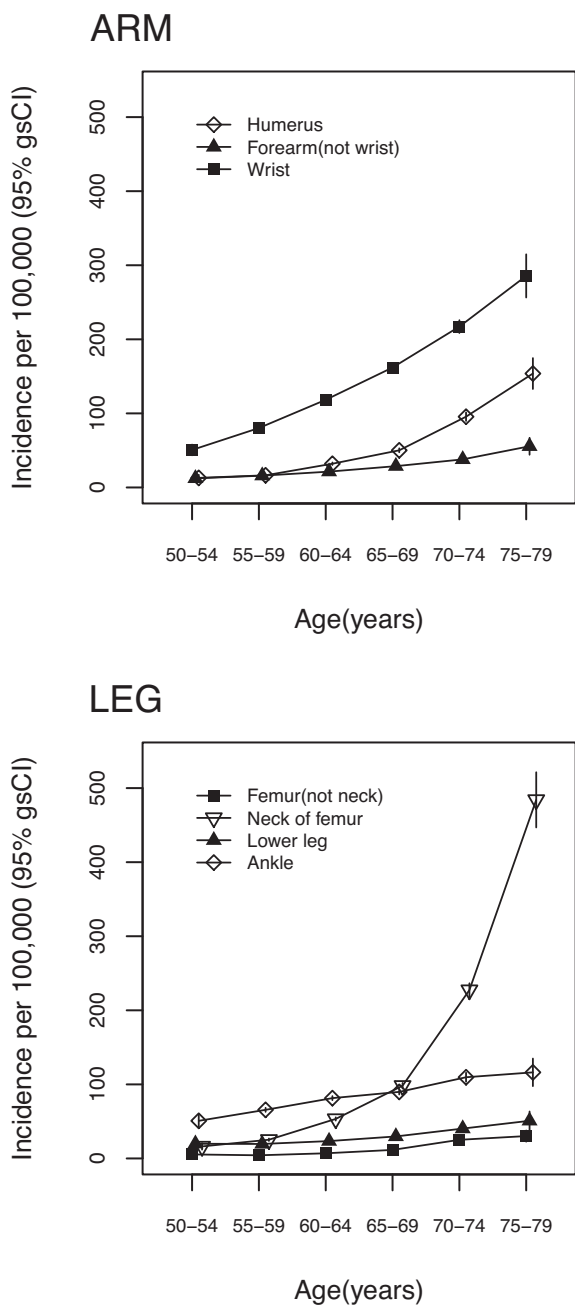 ARM
Incidence per 100,000 (95% gsCI)
500
400
300
200
100
0
Humerus
Forearm(not wrist)
Wrist
50–54 55–59 60–64 65–69 70–74 75–79
Age(years)
LEG
Incidence per 100,000 (95% gsCI)
500
400
300
200
100
0
Femur(not neck)
Neck of femur
Lower leg
Ankle
50–54 55–59 60–64 65–69 70–74 75–79
Age(years)